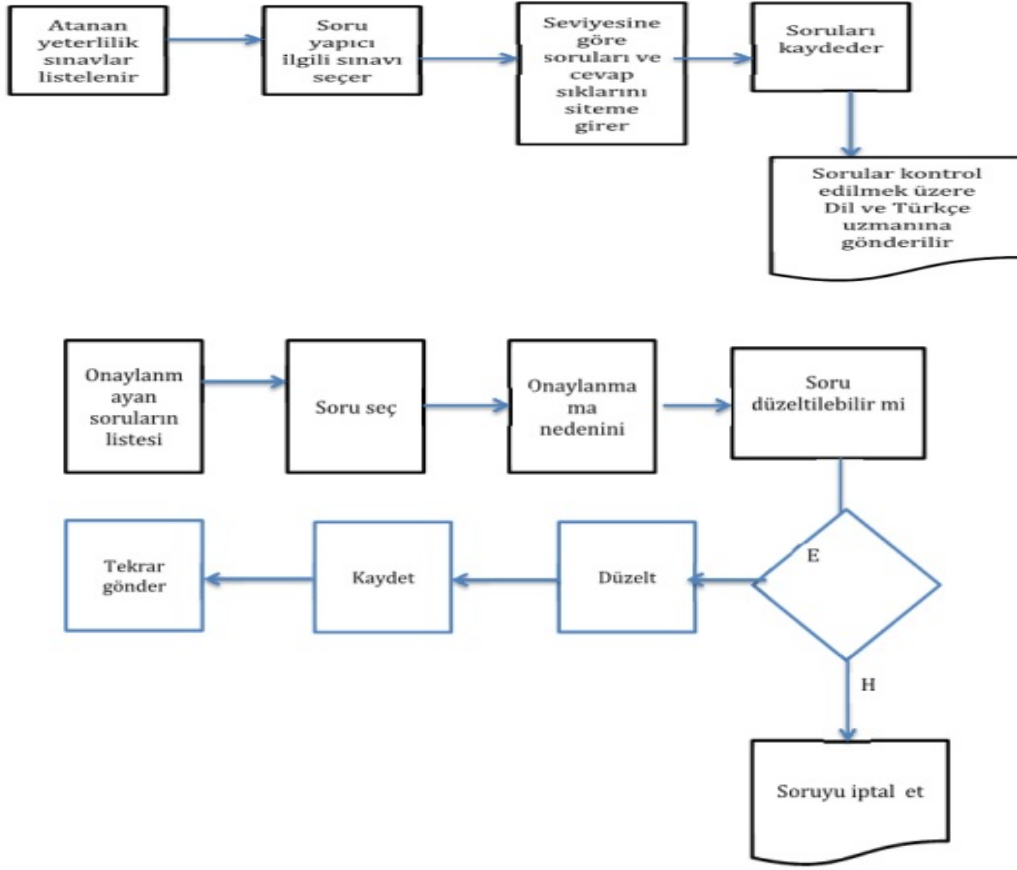 Atanan
yeterlilik
sınavlar
listelenir
Soru
yapıcı
ilgili sınavı
seçer
Seviyesine
göre
soruları ve
cevap
sıklarını
siteme
girer
Soruları
kaydeder
Sorular kontrol
edilmek üzere
Dil ve Türkçe
uzmanına
gönderilir
Onaylanm
ayan
soruların
listesi
Soru seç
Onaylanma
ma
nedenini
Soru
düzeltilebilir mi
Tekrar
gönder
Kaydet
Düzelt
E
H
Soruyu iptal et